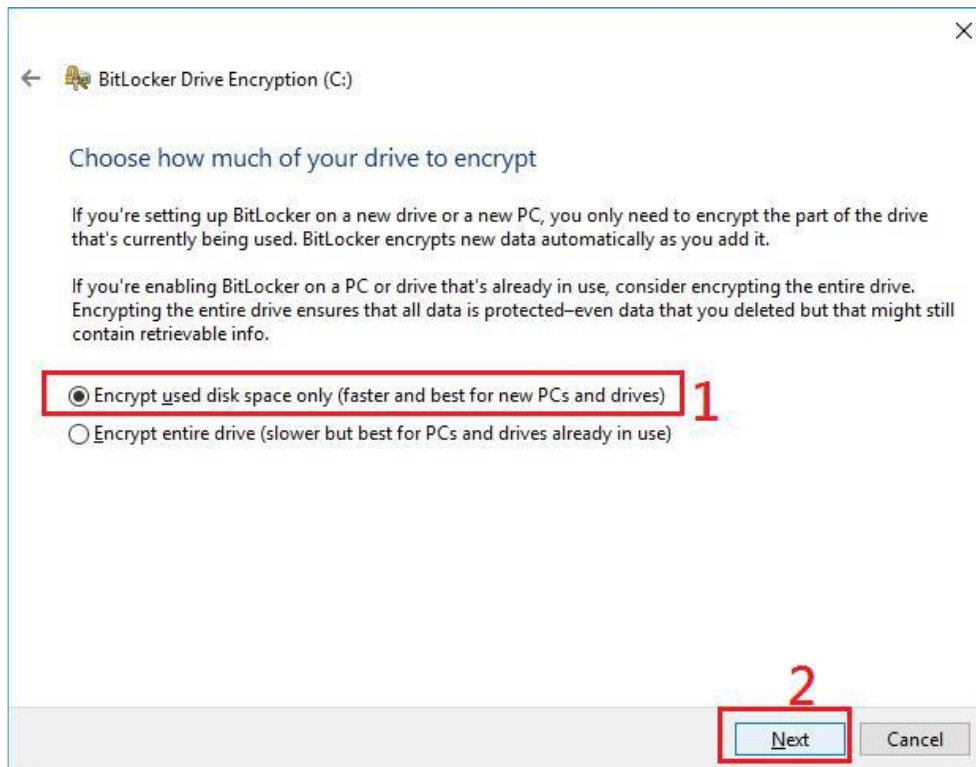 BitLocker Drive Encryption (C:)
Choose how much of your drive to encrypt
If you're setting up BitLocker on a new drive or a new PC, you only need to encrypt the part of the drive
that's currently being used. BitLocker encrypts new data automatically as you add it.
If you're enabling BitLocker on a PC or drive that's already in use, consider encrypting the entire drive.
Encrypting the entire drive ensures that all data is protected–even data that you deleted but that might still
contain retrievable info.
Encrypt used disk space only (faster and best for new PCs and drives) 1
Encrypt entire drive (slower but best for PCs and drives already in use)
2
Next Cancel